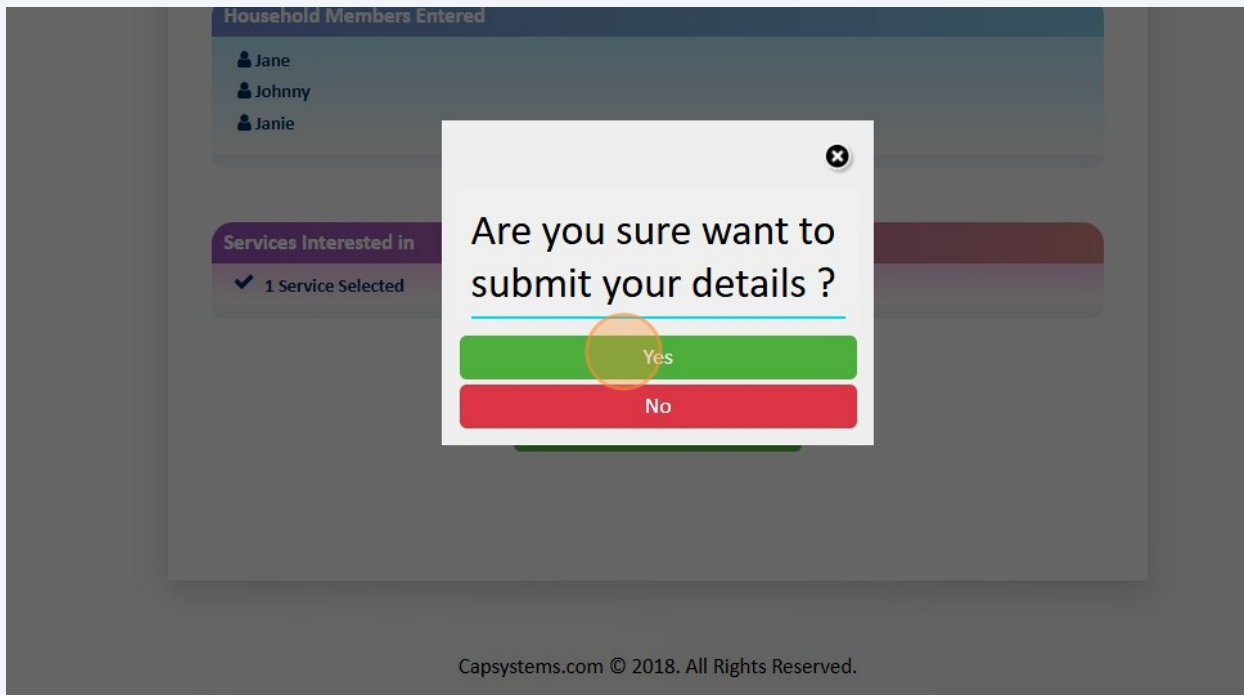 Household Members Entered
Jane
Johnny
Janie
Services Interested in
1 Service Selected
Are you sure want to
submit your details ?
Yes
No
Capsystems.com © 2018. All Rights Reserved.